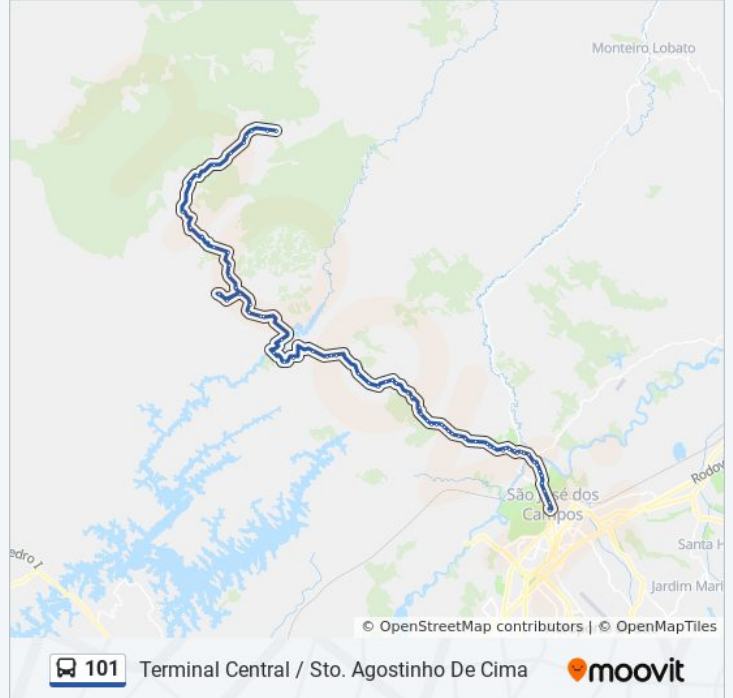 Monteiro Lobato
São José dos
Campos
Rodov
Santa H
edro I
Jardim Mari
© OpenStreetMap contributors | © OpenMapTiles
101 Terminal Central / Sto. Agostinho De Cima moovit